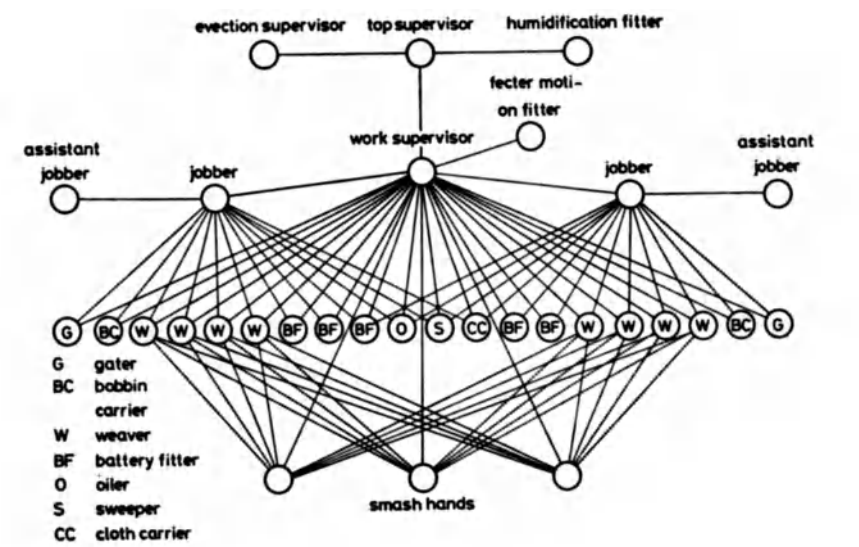 evection supervisor
top supervisor
humidification fitter
fecter moti-
on fitter
work supervisor
assistant
jobber
jobber
jobber
assistant
jobber
G BC W W W W BF BF BF O S CC BF BF W W W W BC G
G gater
BC bobbin
carrier
W weaver
BF battery fitter
O oiler
S sweeper
CC cloth carrier
smash hands